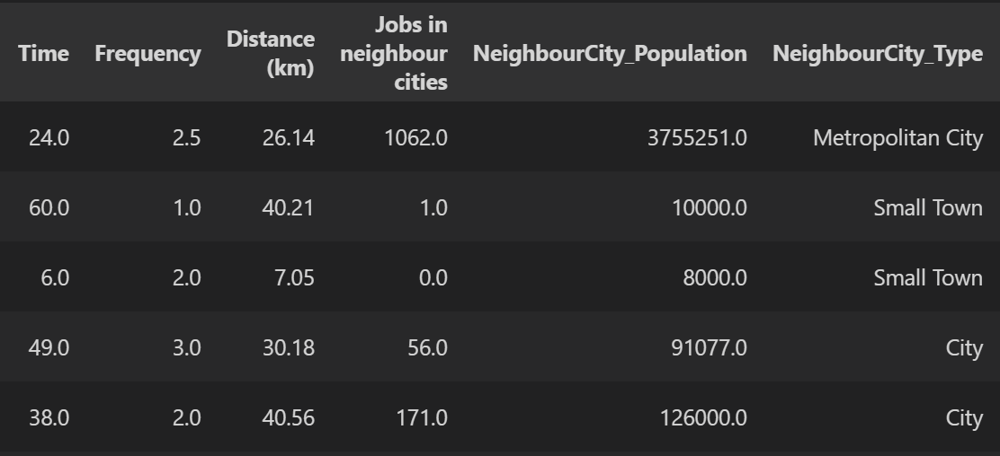 Time Frequency Distance (km) Jobs in neighbour cities NeighbourCity_Population NeighbourCity_Type
24.0 2.5 26.14 1062.0 3755251.0 Metropolitan City
60.0 1.0 40.21 1.0 10000.0 Small Town
6.0 2.0 7.05 0.0 8000.0 Small Town
49.0 3.0 30.18 56.0 91077.0 City
38.0 2.0 40.56 171.0 126000.0 City